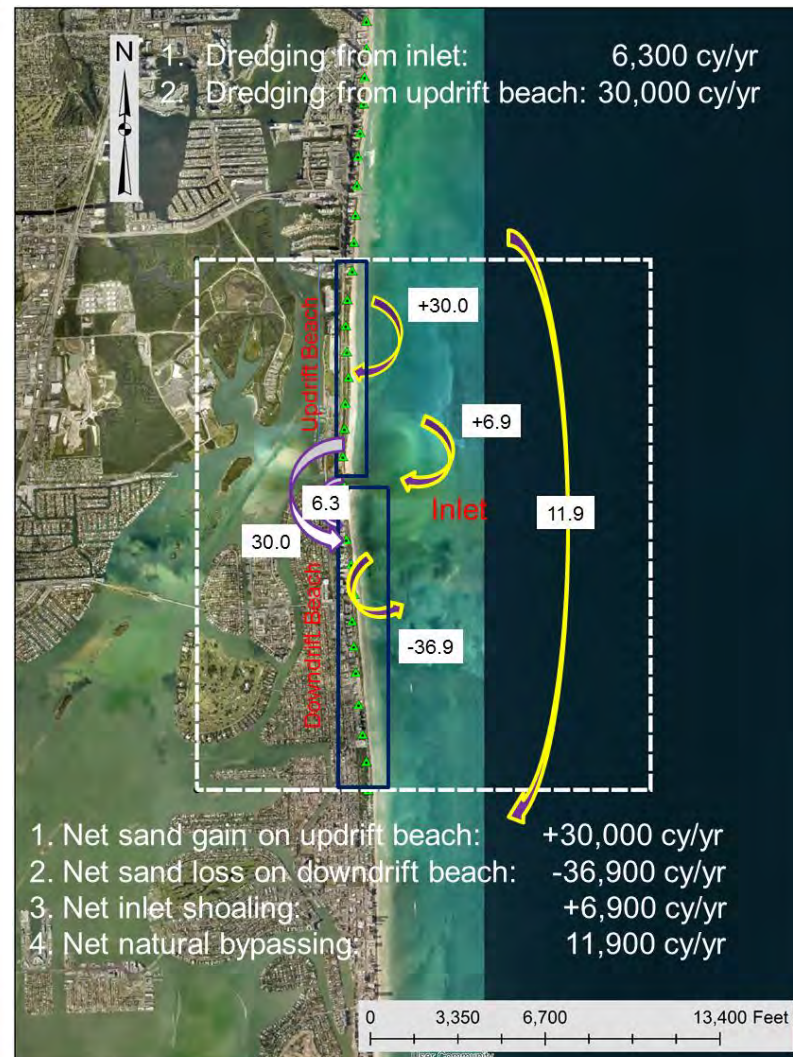 N
1. Dredging from inlet: 6,300 cy/yr
2. Dredging from updrift beach: 30,000 cy/yr
+30.0
Updrift Beach
+6.9
6.3
Inlet
11.9
30.0
Downdrift Beach
-36.9
1. Net sand gain on updrift beach: +30,000 cy/yr
2. Net sand loss on downdrift beach: -36,900 cy/yr
3. Net inlet shoaling: +6,900 cy/yr
4. Net natural bypassing: 11,900 cy/yr
0 3,350 6,700 13,400 Feet
User Community